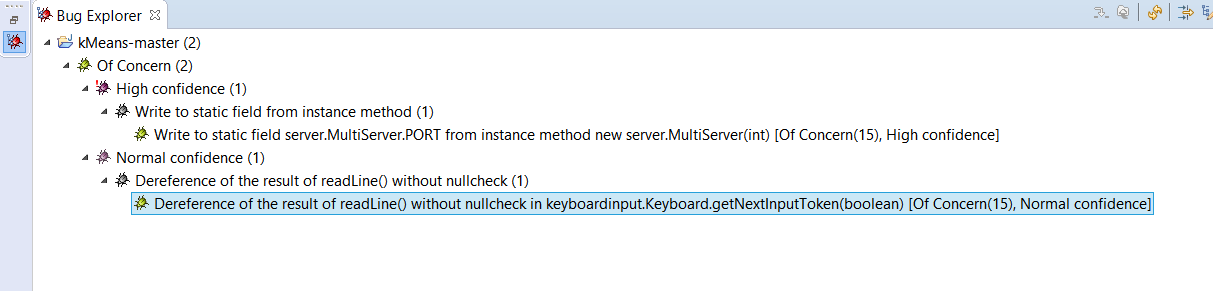 Bug Explorer
kMeans-master (2)
Of Concern (2)
High confidence (1)
Write to static field from instance method (1)
Write to static field server.MultiServer.PORT from instance method new server.MultiServer(int) [Of Concern(15), High confidence]
Normal confidence (1)
Dereference of the result of readLine() without nullcheck (1)
Dereference of the result of readLine() without nullcheck in keyboardinput.Keyboard.getNextInputToken(boolean) [Of Concern(15), Normal confidence]